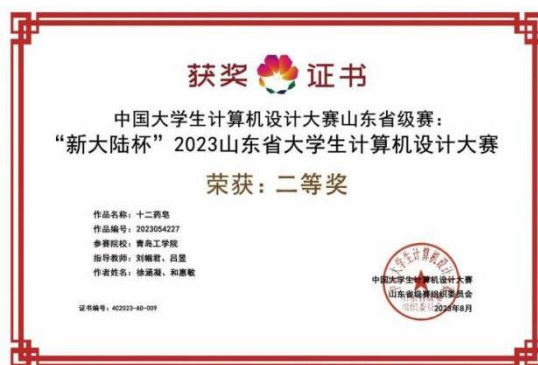 获奖证书
中国大学生计算机设计大赛山东省级赛：
“新大陆杯”2023山东省大学生计算机设计大赛
荣获：二等奖
作品名称：十二药皂
作品编号：2023054227
参赛院校：青岛工学院
指导教师：刘帼君、吕昱
作者姓名：徐涵凝、和惠敏
中国大学生计算机设计大赛
山东省级赛组织委员会
2023年8月
证书编号：4C2023-A0-009